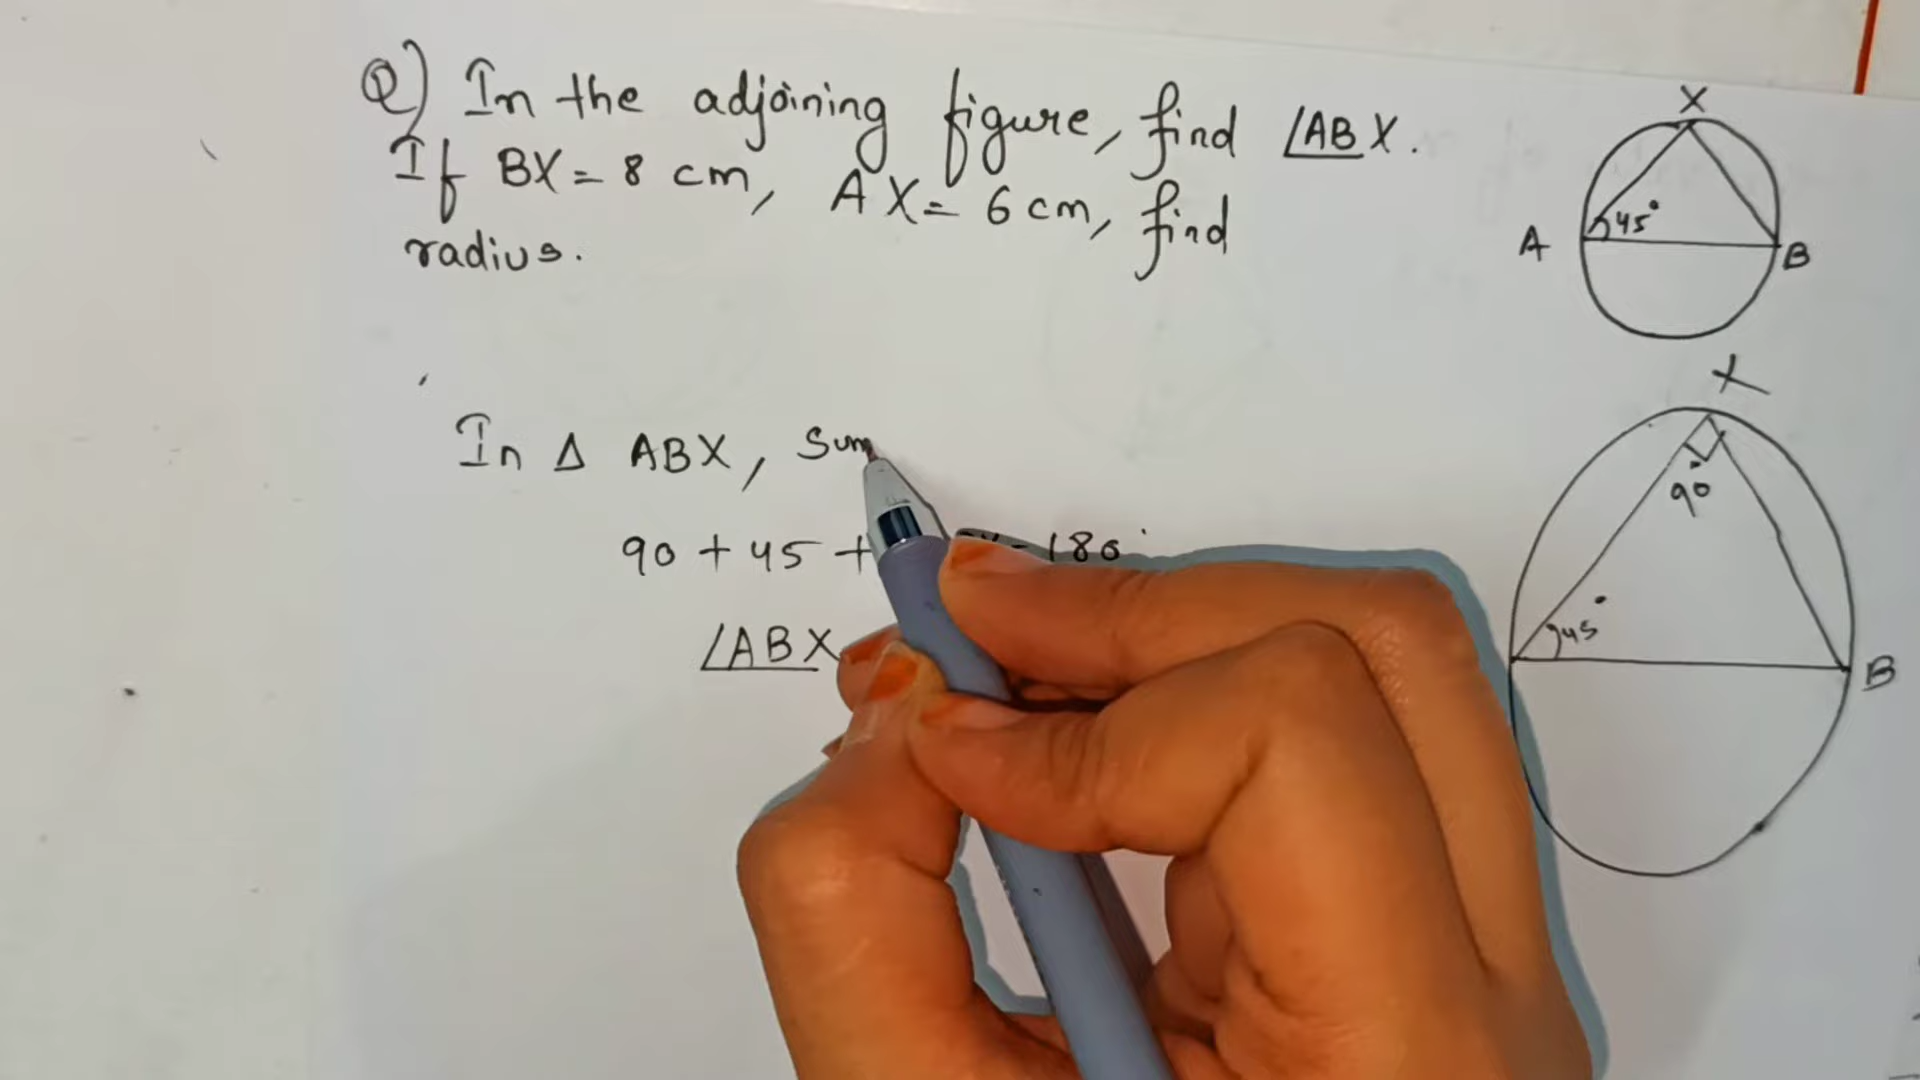 Q) In the adjoining figure, find ∠ABX.
If BX = 8 cm, AX = 6 cm, find
radius.
X
45°
A
B
In Δ ABX, Sum
90 + 45 + 180°
∠ABX
X
90°
45°
B